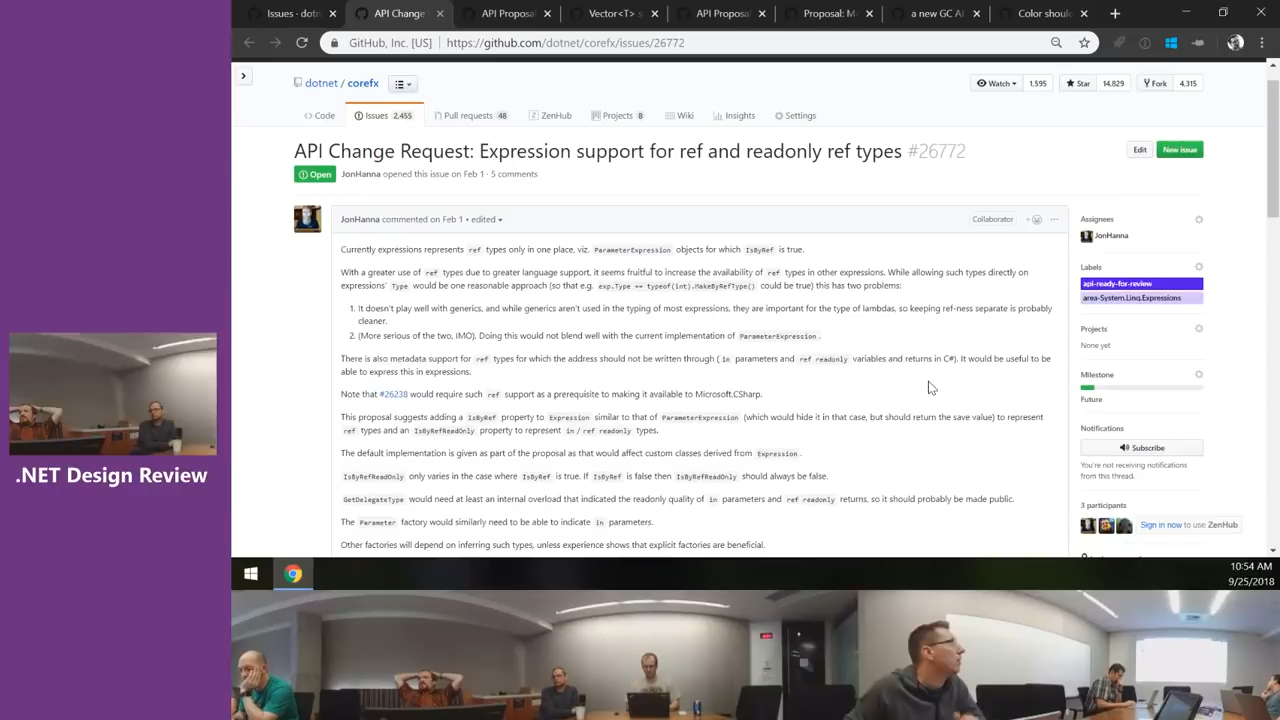 Issues · dotn
API Change
API Proposal
Vector<T> s
API Propos
Proposal: M
a new GC A
Color shoul
GitHub, Inc. [US] https://github.com/dotnet/corefx/issues/26772
dotnet / corefx
Watch 1,595 Star 14,829 Fork 4,315
Code Issues 2,455 Pull requests 48 ZenHub Projects 8 Wiki Insights Settings
API Change Request: Expression support for ref and readonly ref types #26772
Edit New issue
Open JonHanna opened this issue on Feb 1 · 5 comments
JonHanna commented on Feb 1 • edited
Collaborator
Currently expressions represents ref types only in one place, viz. ParameterExpression objects for which IsByRef is true.
With a greater use of ref types due to greater language support, it seems fruitful to increase the availability of ref types in other expressions. While allowing such types directly on
expressions' Type would be one reasonable approach (so that e.g. exp.Type == typeof(int).MakeByRefType() could be true) this has two problems:
1. It doesn't play well with generics, and while generics aren't used in the typing of most expressions, they are important for the type of lambdas, so keeping ref-ness separate is probably
cleaner.
2. (More serious of the two, IMO). Doing this would not blend well with the current implementation of ParameterExpression.
There is also metadata support for ref types for which the address should not be written through ( in parameters and ref readonly variables and returns in C#). It would be useful to be
able to express this in expressions.
Note that #26238 would require such ref support as a prerequisite to making it available to Microsoft.CSharp.
This proposal suggests adding a IsByRef property to Expression similar to that of ParameterExpression (which would hide it in that case, but should return the save value) to represent
ref types and an IsByRefReadOnly property to represent in / ref readonly types.
The default implementation is given as part of the proposal as that would affect custom classes derived from Expression.
IsByRefReadOnly only varies in the case where IsByRef is true. If IsByRef is false then IsByRefReadOnly should always be false.
GetDelegateType would need at least an internal overload that indicated the readonly quality of in parameters and ref readonly returns, so it should probably be made public.
The Parameter factory would similarly need to be able to indicate in parameters.
Other factories will depend on inferring such types, unless experience shows that explicit factories are beneficial.
Assignees
JonHanna
Labels
api-ready-for-review
area-System.Linq.Expressions
Projects
None yet
Milestone
Future
Notifications
Subscribe
You're not receiving notifications
from this thread.
3 participants
Sign in now to use ZenHub
.NET Design Review
10:54 AM
9/25/2018